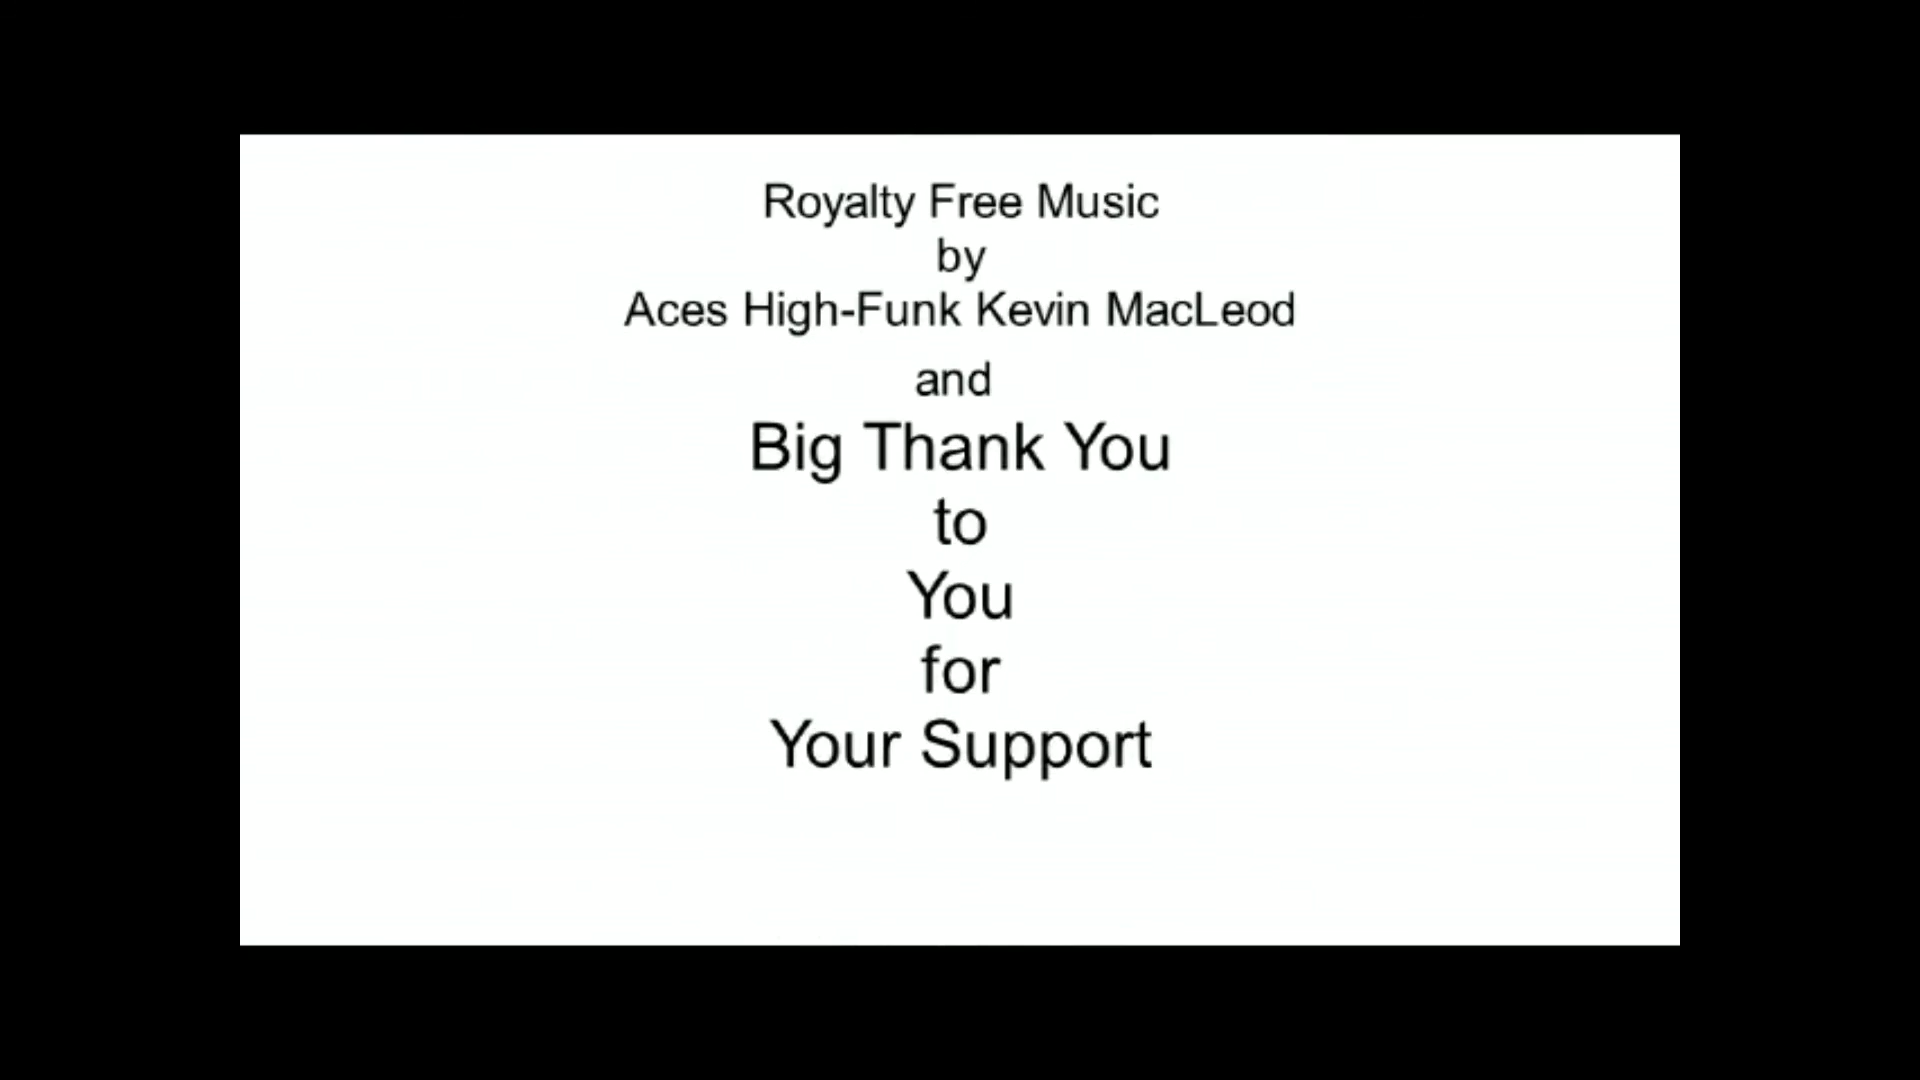 Royalty Free Music
by
Aces High-Funk Kevin MacLeod
and
Big Thank You
to
You
for
Your Support